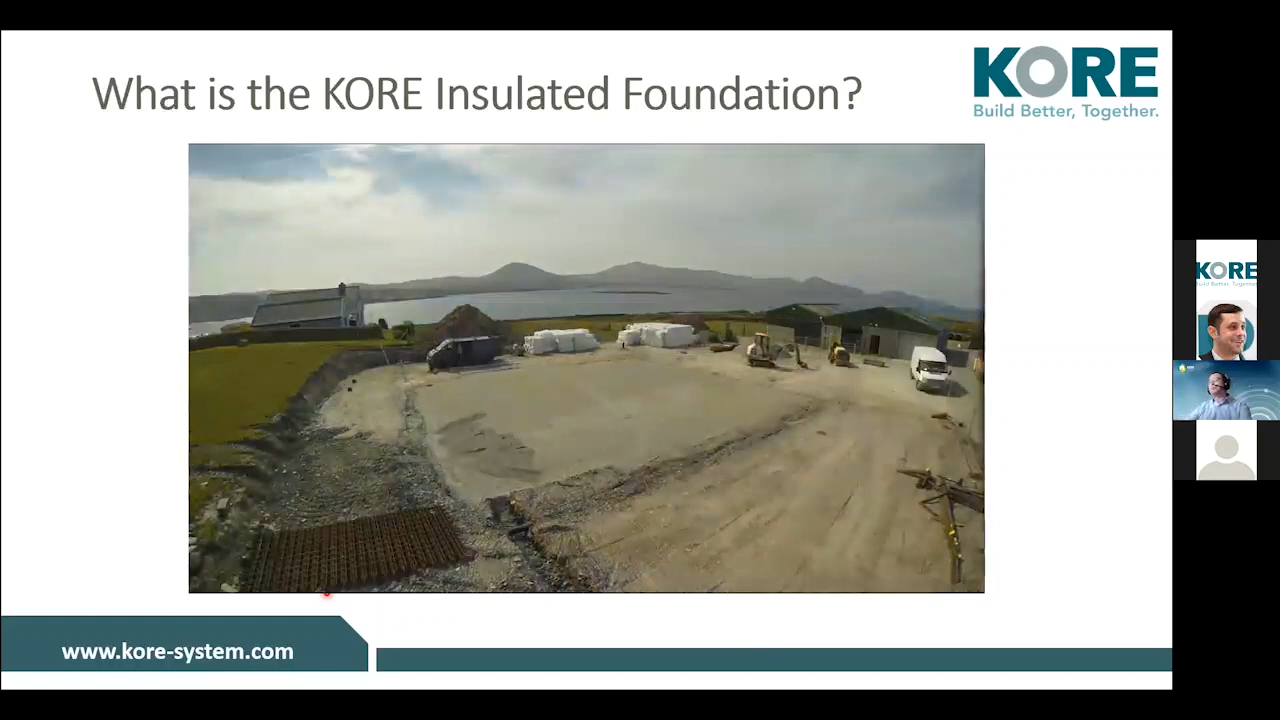 What is the KORE Insulated Foundation?
KORE
Build Better, Together.
KORE
Build Better, Together.
www.kore-system.com